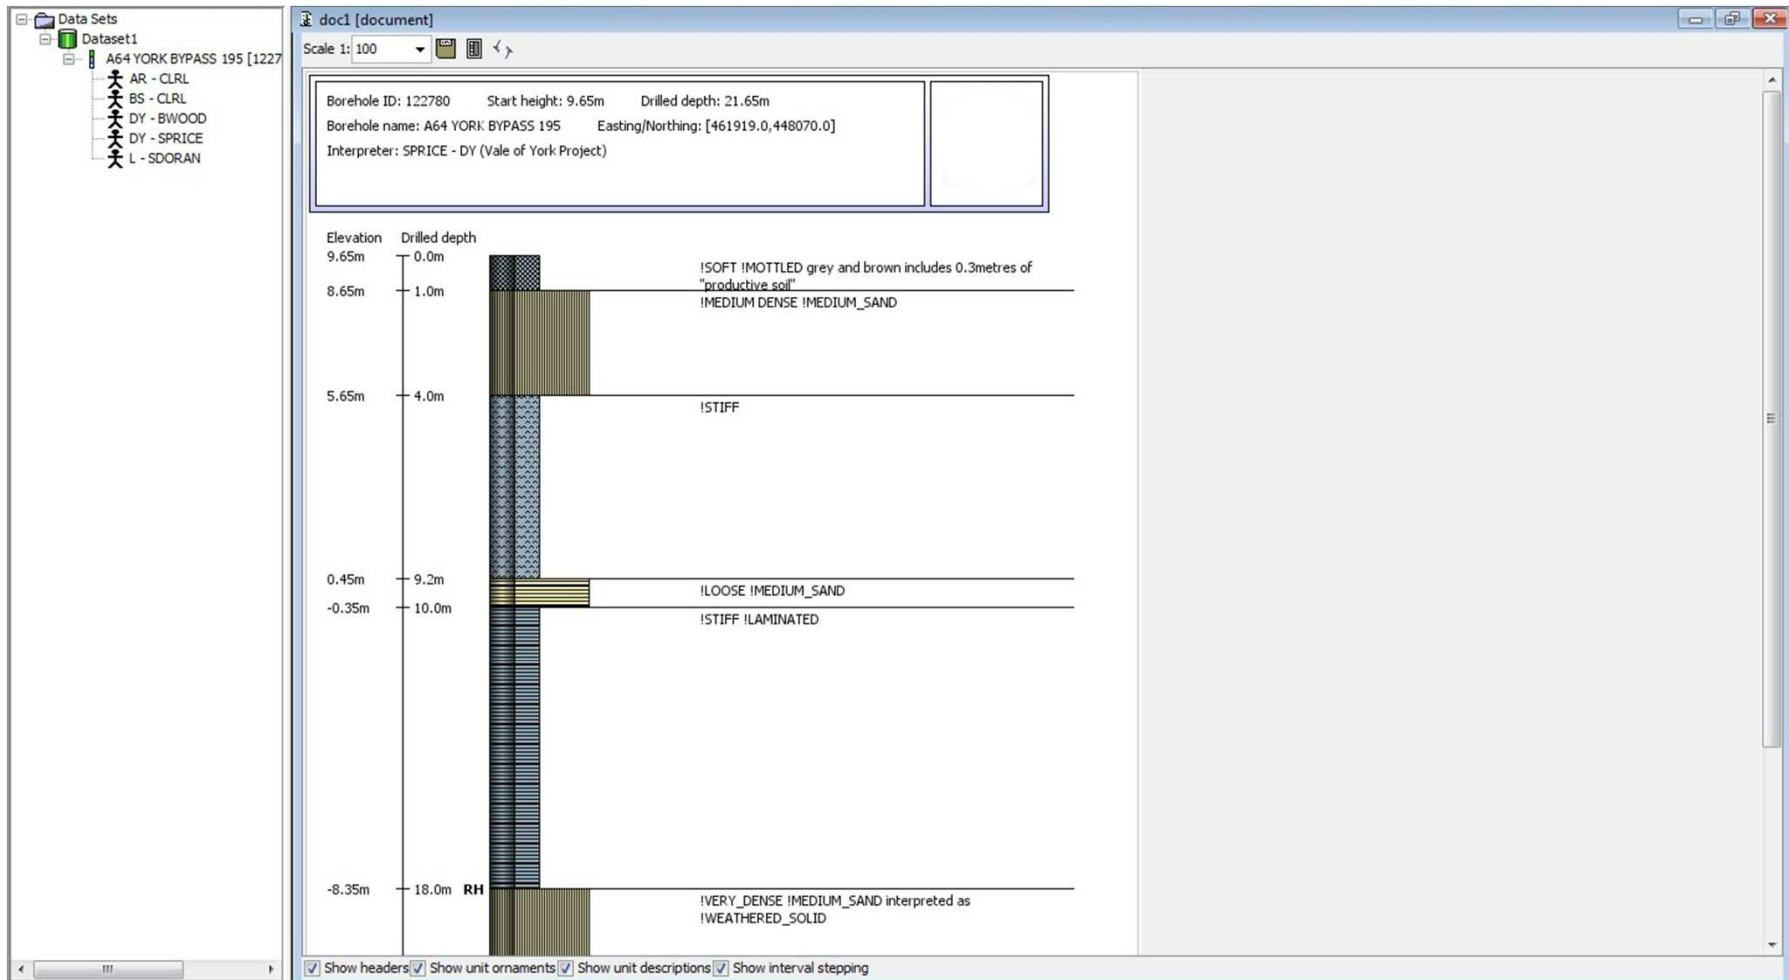 Data Sets
Dataset1
A64 YORK BYPASS 195 [1227
AR - CLRL
BS - CLRL
DY - BWOOD
DY - SPRICE
L - SDORAN
doc1 [document]
Scale 1: 100
Borehole ID: 122780 Start height: 9.65m Drilled depth: 21.65m
Borehole name: A64 YORK BYPASS 195 Easting/Northing: [461919.0,448070.0]
Interpreter: SPRICE - DY (Vale of York Project)
Elevation Drilled depth
9.65m 0.0m
!SOFT !MOTTLED grey and brown includes 0.3metres of
"productive soil"
8.65m 1.0m
!MEDIUM DENSE !MEDIUM_SAND
5.65m 4.0m
!STIFF
0.45m 9.2m
!LOOSE !MEDIUM_SAND
-0.35m 10.0m
!STIFF !LAMINATED
-8.35m 18.0m RH
!VERY_DENSE !MEDIUM_SAND interpreted as
!WEATHERED_SOLID
Show headers Show unit ornaments Show unit descriptions Show interval stepping